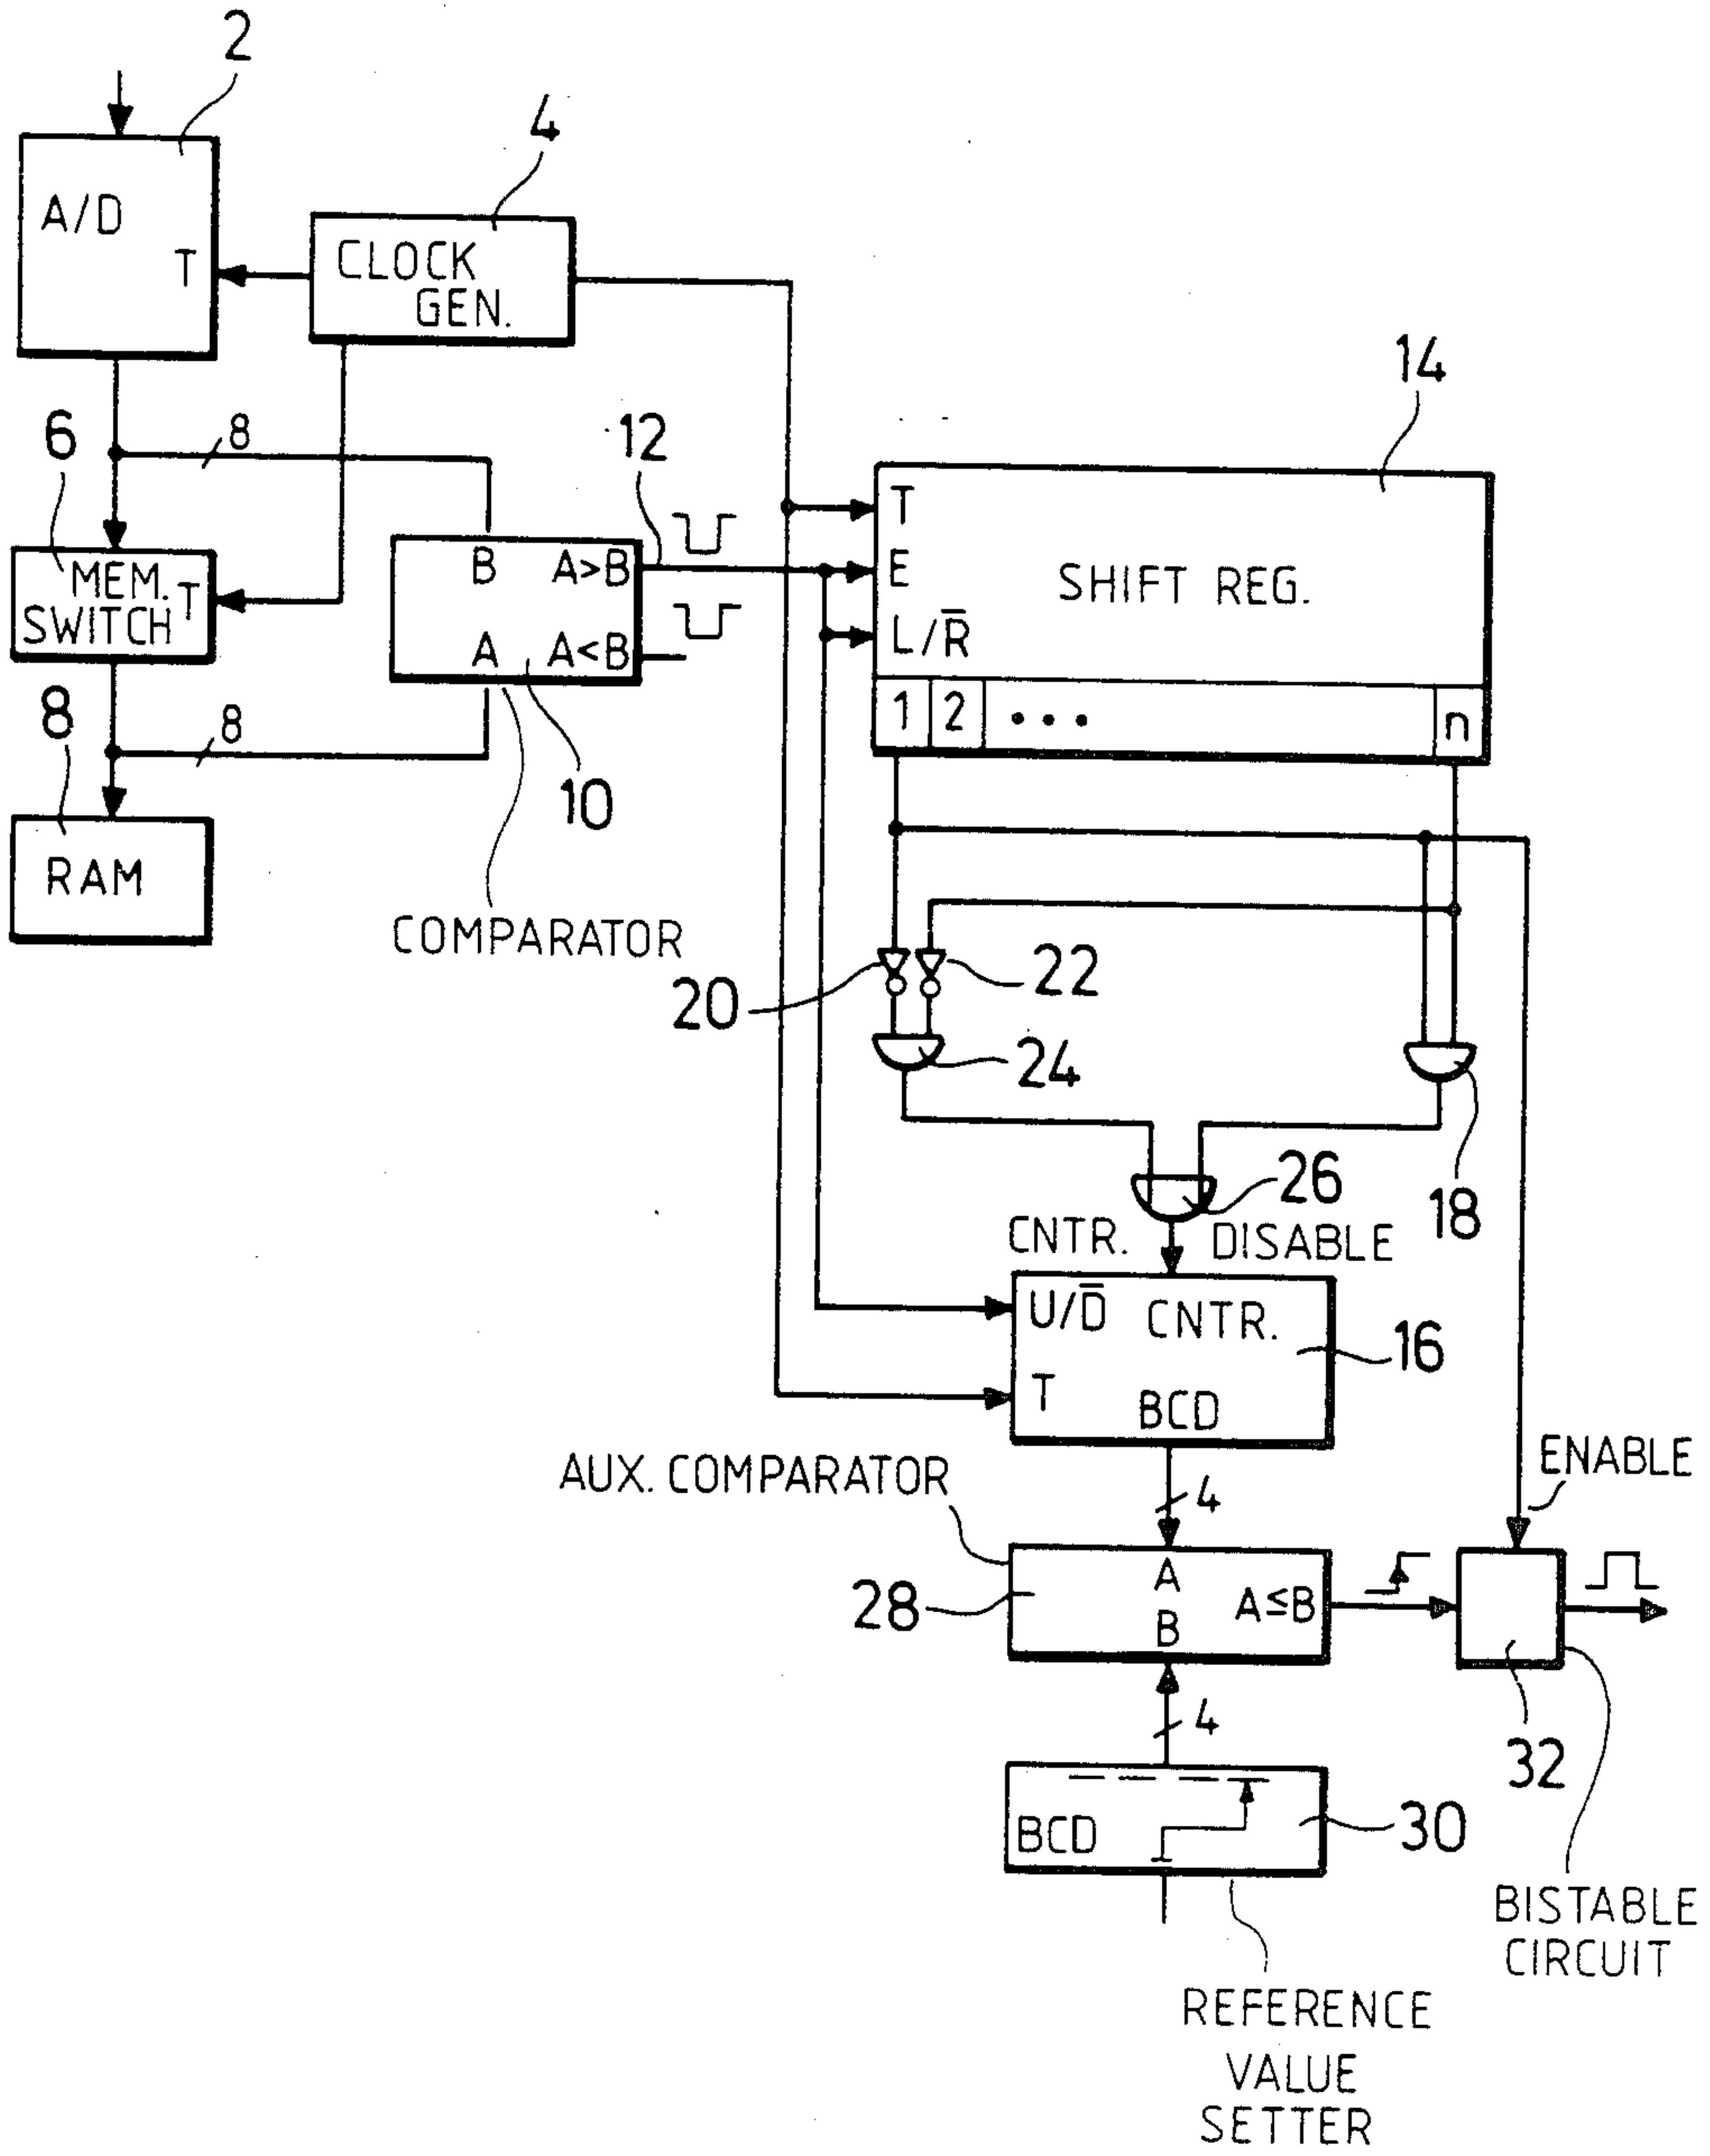 2
A/D
T
4
CLOCK
GEN.
6
8
MEM.
SWITCH
T
12
B
A>B
A
A<B
8
8
10
RAM
COMPARATOR
14
T
E
SHIFT REG.
L/R̅
1 2 • • • n
20
22
24
18
26
CNTR. DISABLE
U/D̅ CNTR.
16
T
BCD
AUX. COMPARATOR
4
ENABLE
28
A
A≤B
B
4
32
BCD
30
BISTABLE
CIRCUIT
REFERENCE
VALUE
SETTER